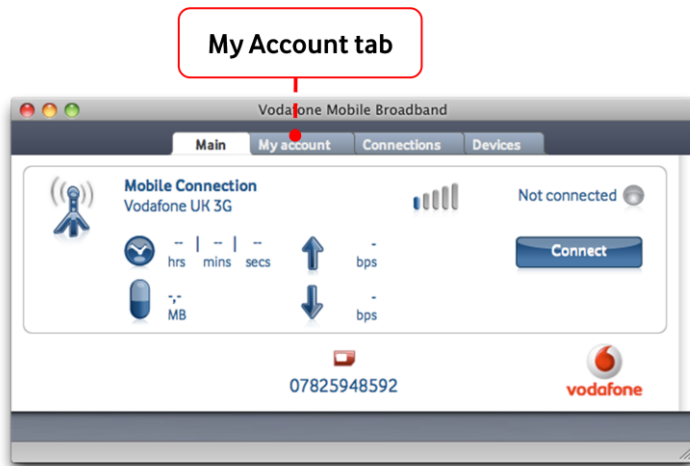 My Account tab
Vodafone Mobile Broadband
Main My account Connections Devices
Mobile Connection
Vodafone UK 3G
Not connected
-- | -- | --
hrs mins secs
-
bps
Connect
-,-
MB
-
bps
07825948592
vodafone